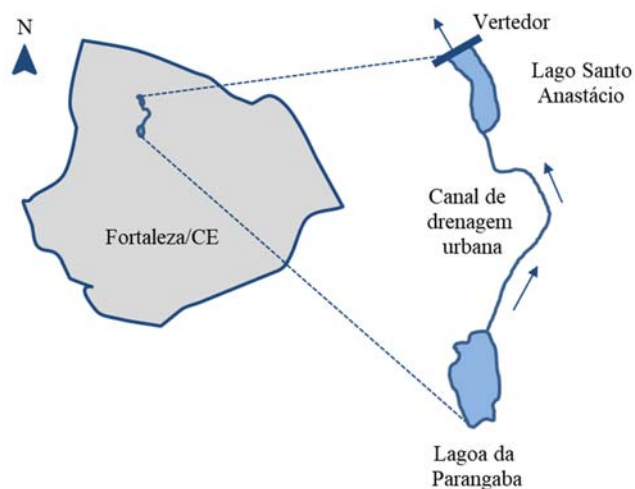 N
Vertedor
Lago Santo
Anastácio
Canal de
drenagem
urbana
Fortaleza/CE
Lagoa da
Parangaba